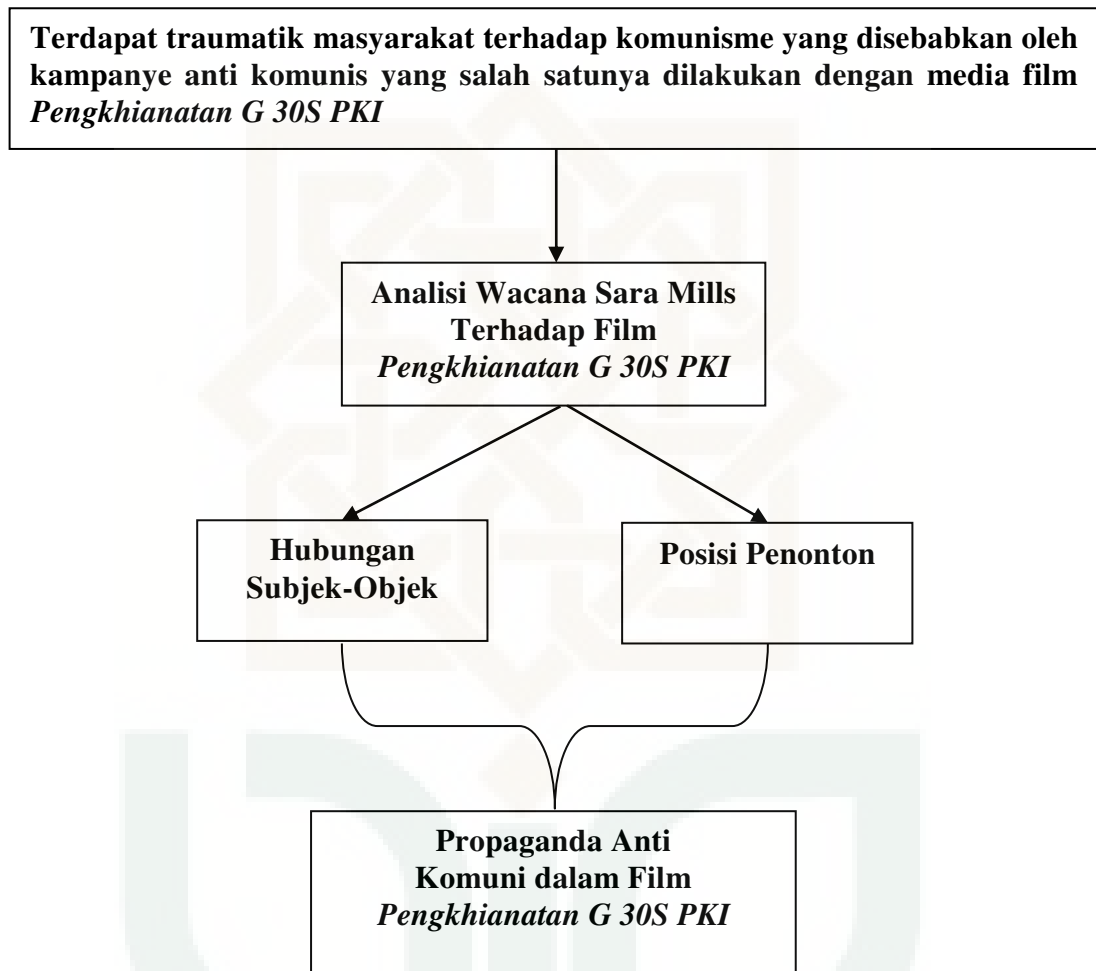 Terdapat traumatik masyarakat terhadap komunisme yang disebabkan oleh
kampanye anti komunis yang salah satunya dilakukan dengan media film
Pengkhianatan G 30S PKI
Analisi Wacana Sara Mills
Terhadap Film
Pengkhianatan G 30S PKI
Hubungan
Subjek-Objek
Posisi Penonton
Propaganda Anti
Komuni dalam Film
Pengkhianatan G 30S PKI